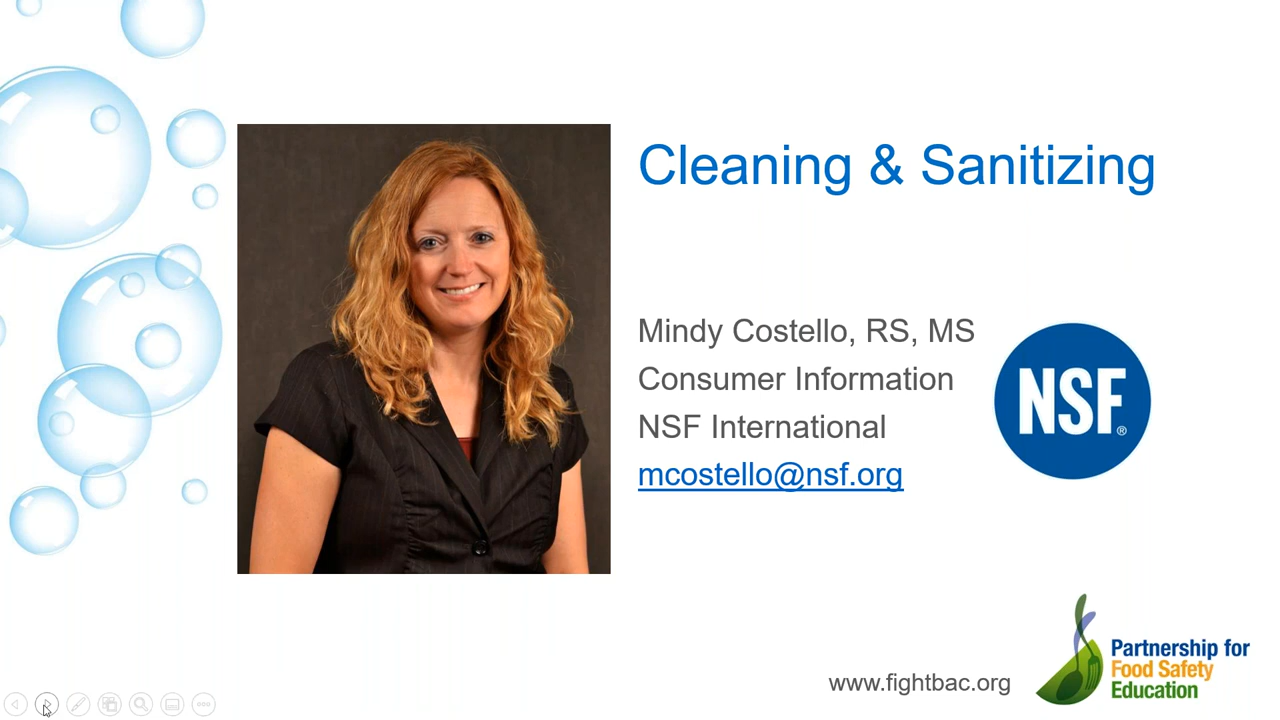 Cleaning & Sanitizing
Mindy Costello, RS, MS
Consumer Information
NSF International
mcostello@nsf.org
NSF®
www.fightbac.org
Partnership for
Food Safety
Education